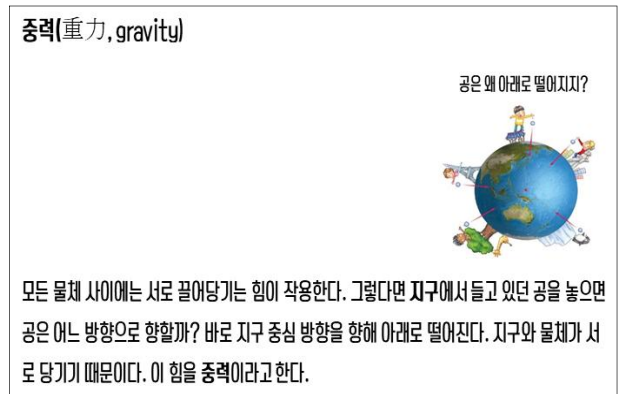 중력(重力, gravity)
공은 왜 아래로 떨어지지?
모든 물체 사이에는 서로 끌어당기는 힘이 작용한다. 그렇다면 지구에서 들고 있던 공을 놓으면
공은 어느 방향으로 향할까? 바로 지구 중심 방향을 향해 아래로 떨어진다. 지구와 물체가 서
로 당기기 때문이다. 이 힘을 중력이라고 한다.